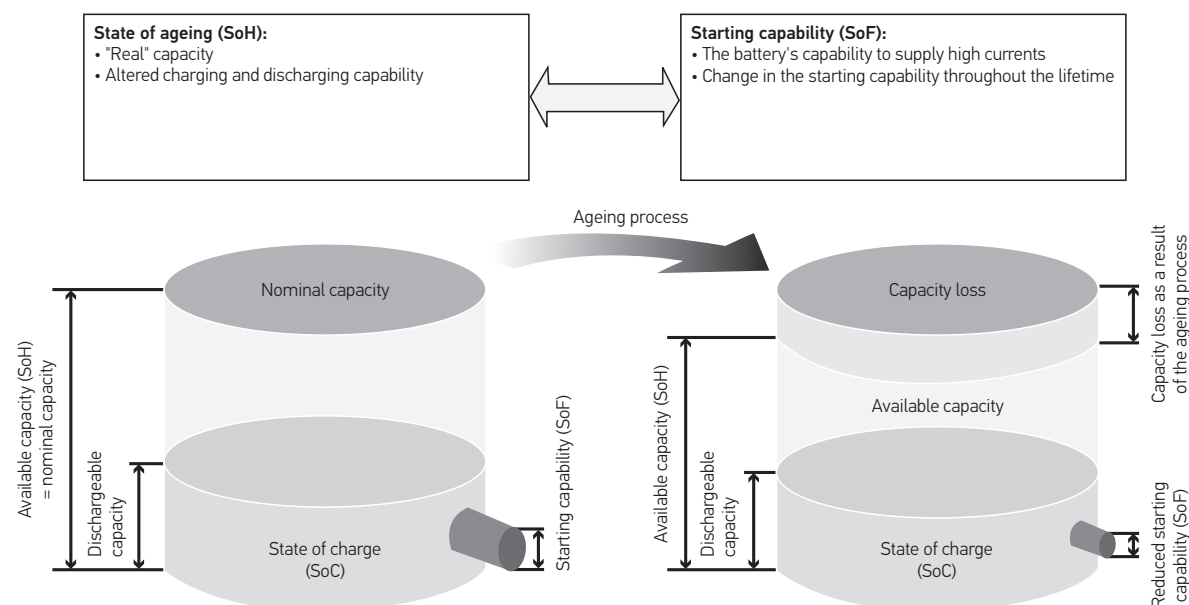 State of ageing (SoH):
• "Real" capacity
• Altered charging and discharging capability
Starting capability (SoF):
• The battery's capability to supply high currents
• Change in the starting capability throughout the lifetime
Ageing process
Nominal capacity
Available capacity (SoH)
= nominal capacity
Dischargeable
capacity
State of charge
(SoC)
Starting capability (SoF)
Capacity loss
Capacity loss as a result
of the ageing process
Available capacity
Available capacity (SoH)
Dischargeable
capacity
State of charge
(SoC)
Reduced starting
capability (SoF)